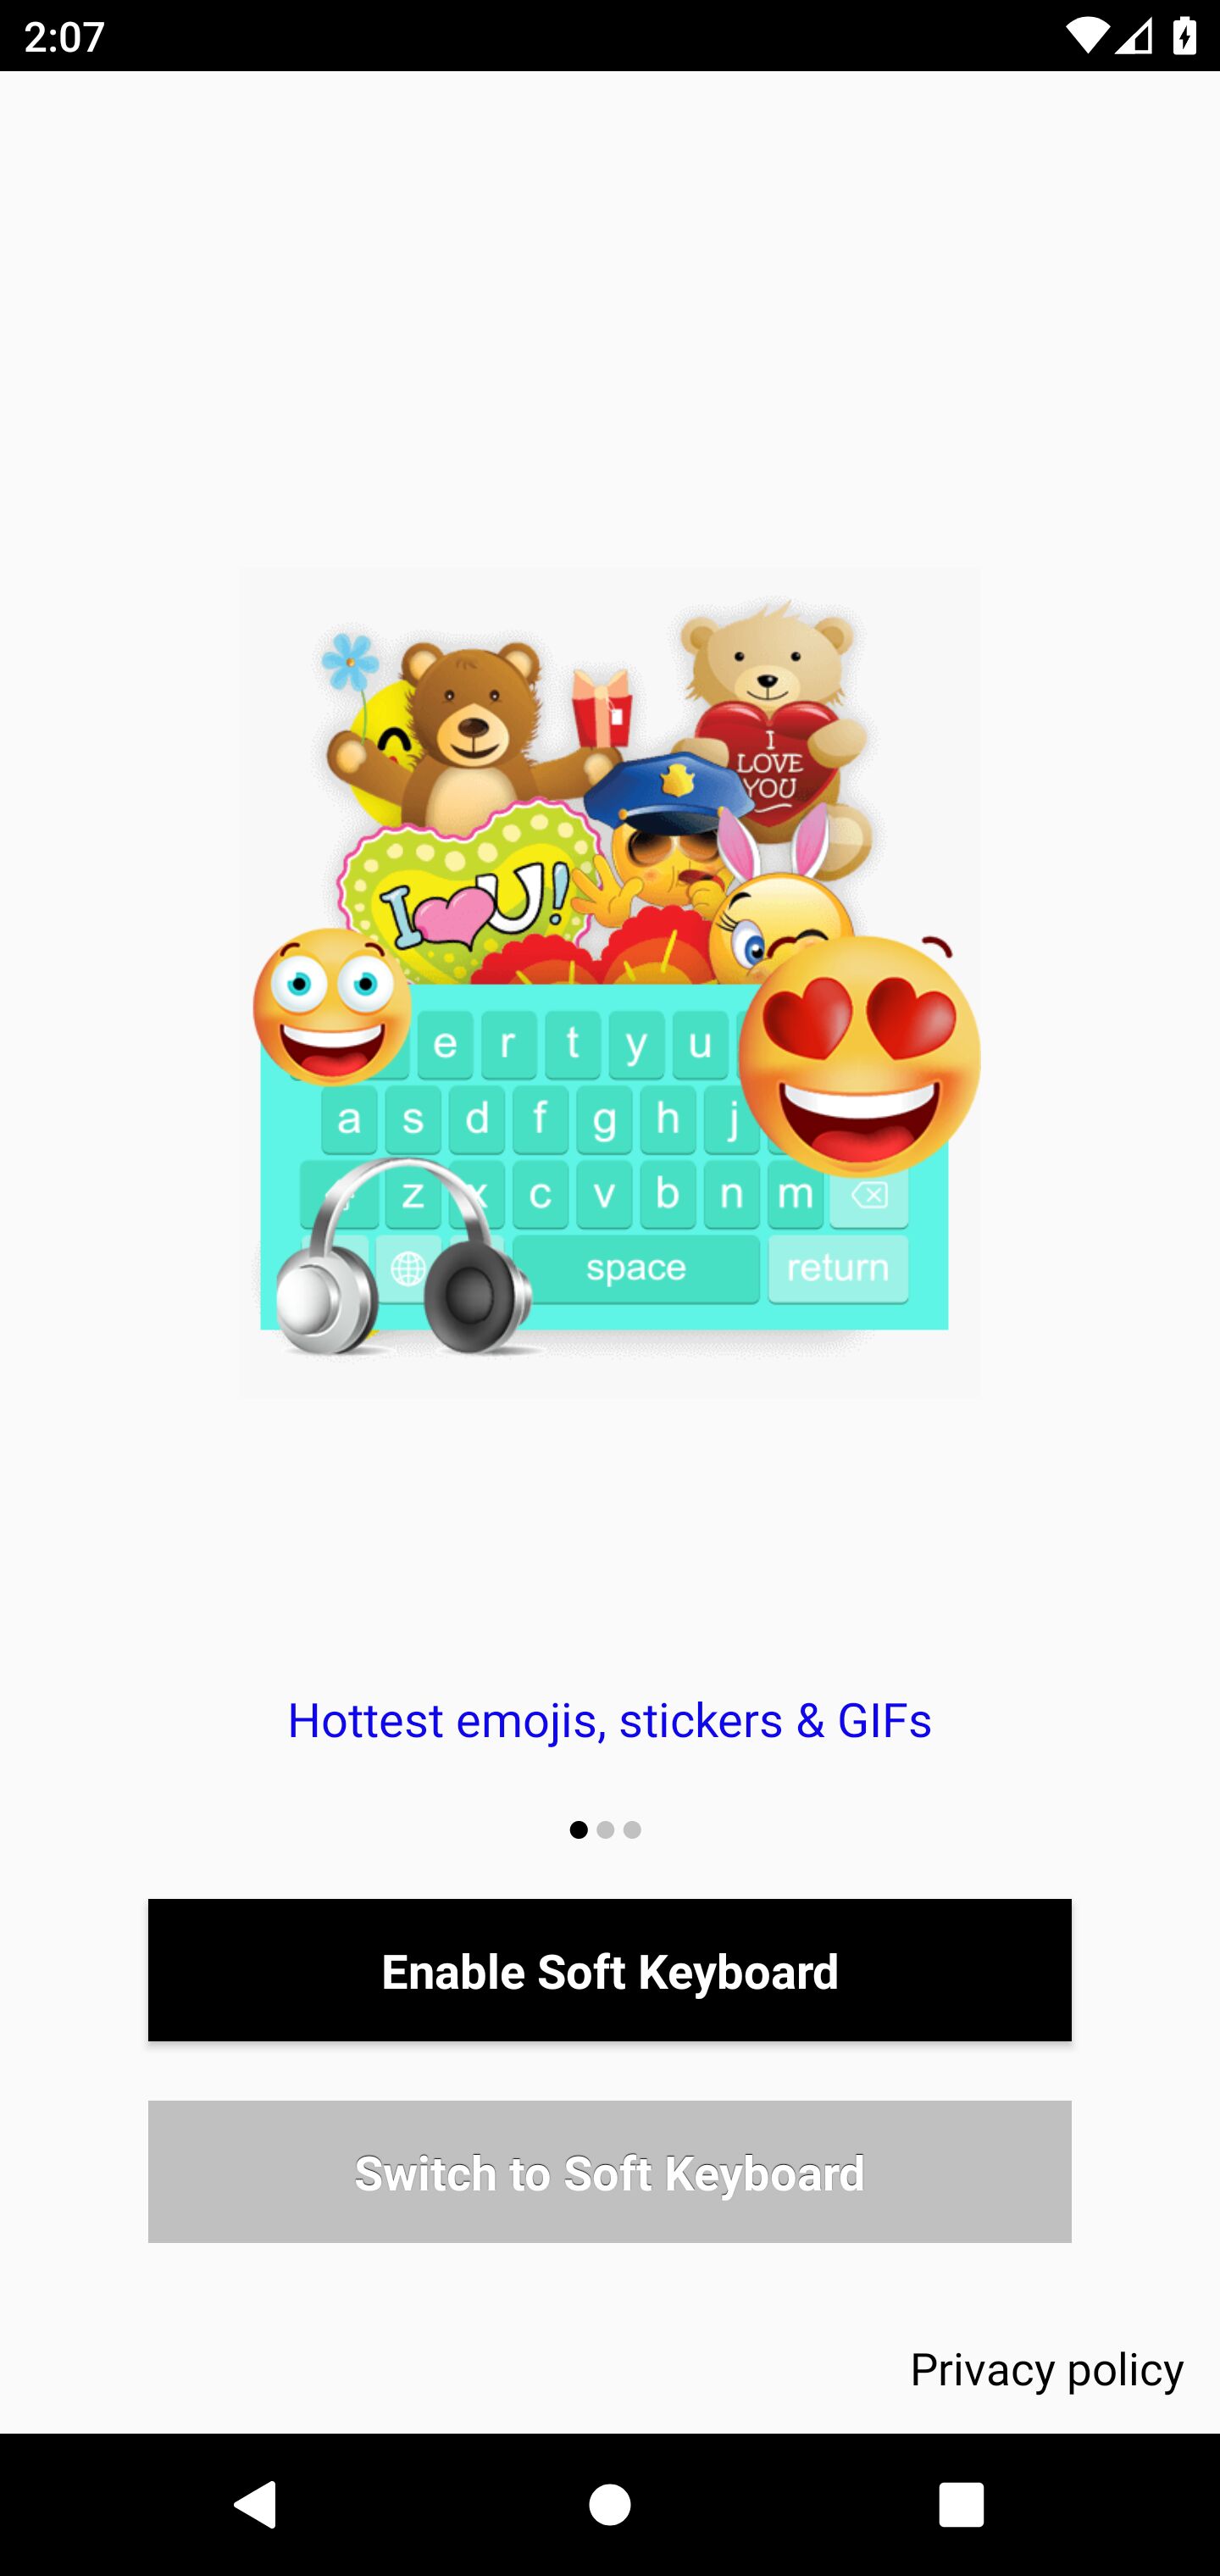 2:07
I
LOVE
YOU
I U!
e r t y u
a s d f g h j
z x c v b n m
space return
Hottest emojis, stickers & GIFs
Enable Soft Keyboard
Switch to Soft Keyboard
Privacy policy